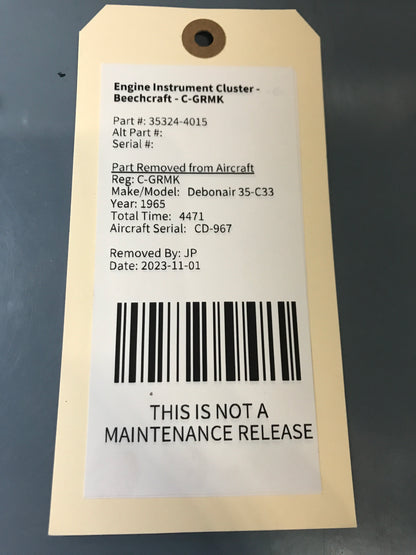 Engine Instrument Cluster -
Beechcraft - C-GRMK
Part #: 35324-4015
Alt Part #:
Serial #:
Part Removed from Aircraft
Reg: C-GRMK
Make/Model: Debonair 35-C33
Year: 1965
Total Time: 4471
Aircraft Serial: CD-967
Removed By: JP
Date: 2023-11-01
THIS IS NOT A
MAINTENANCE RELEASE